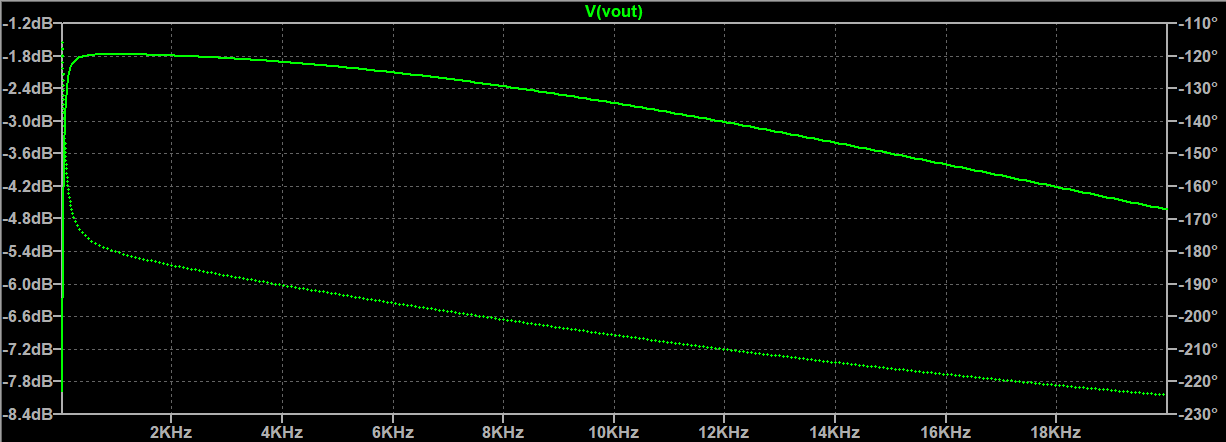 V(vout)
-1.2dB
-1.8dB
-2.4dB
-3.0dB
-3.6dB
-4.2dB
-4.8dB
-5.4dB
-6.0dB
-6.6dB
-7.2dB
-7.8dB
-8.4dB
-110°
-120°
-130°
-140°
-150°
-160°
-170°
-180°
-190°
-200°
-210°
-220°
-230°
2KHz 4KHz 6KHz 8KHz 10KHz 12KHz 14KHz 16KHz 18KHz